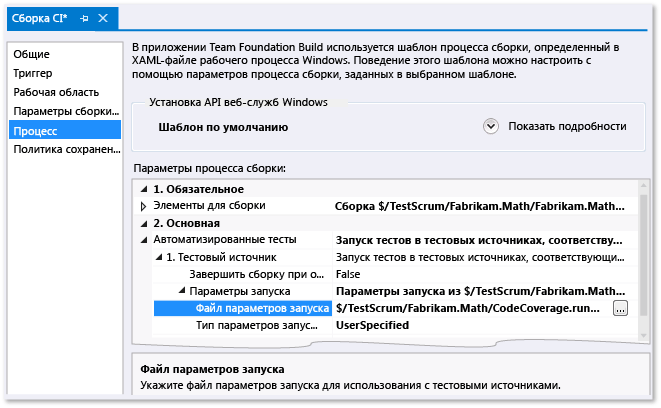 Сборка CI*
Общие
Триггер
Рабочая область
Параметры сборки...
Процесс
Политика сохранен...
В приложении Team Foundation Build используется шаблон процесса сборки, определенный в
XAML-файле рабочего процесса Windows. Поведение этого шаблона можно настроить с
помощью параметров процесса сборки, заданных в выбранном шаблоне.
Установка API веб-служб Windows
Шаблон по умолчанию
Показать подробности
Параметры процесса сборки:
1. Обязательное
Элементы для сборки Сборка $/TestScrum/Fabrikam.Math/Fabrikam.Math...
2. Основная
Автоматизированные тесты Запуск тестов в тестовых источниках, соответству...
1. Тестовый источник Запуск тестов в тестовых источниках, соответствующи...
Завершить сборку при о... False
Параметры запуска Параметры запуска из $/TestScrum/Fabrikam.Math...
Файл параметров запуска $/TestScrum/Fabrikam.Math/CodeCoverage.run... ...
Тип параметров запус... UserSpecified
Файл параметров запуска
Укажите файл параметров запуска для использования с тестовыми источниками.